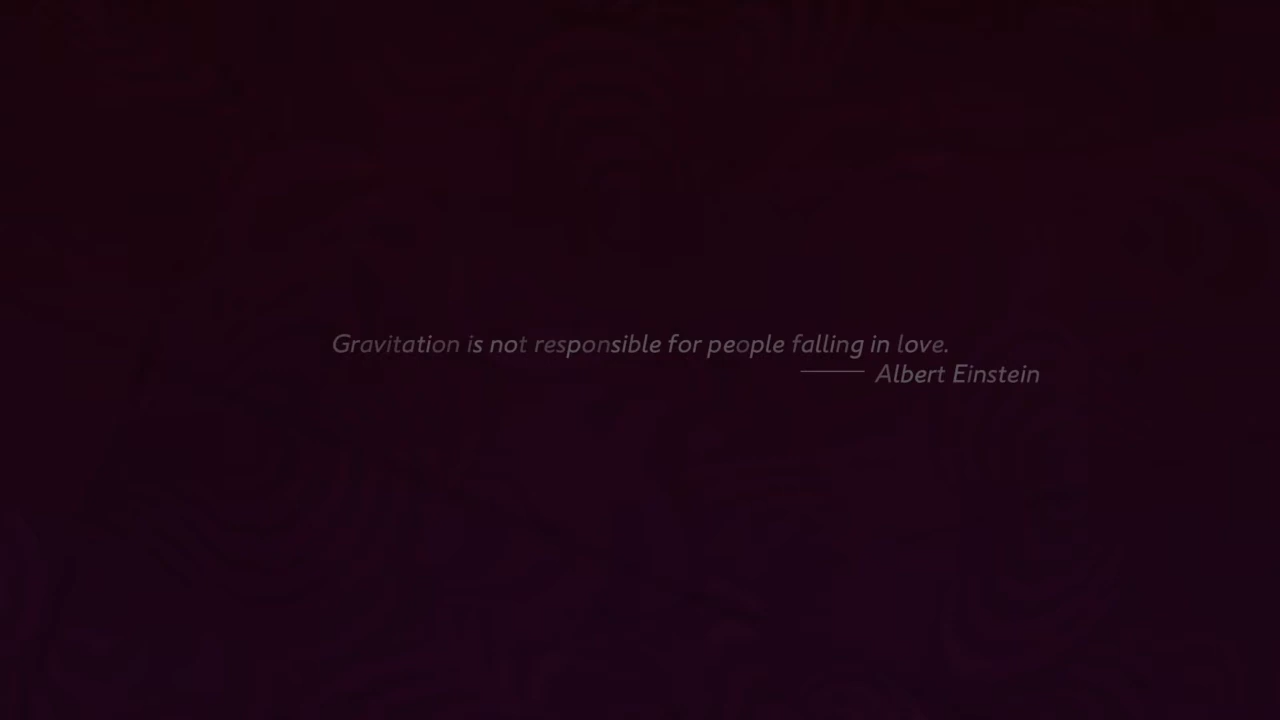 Gravitation is not responsible for people falling in love.
— Albert Einstein